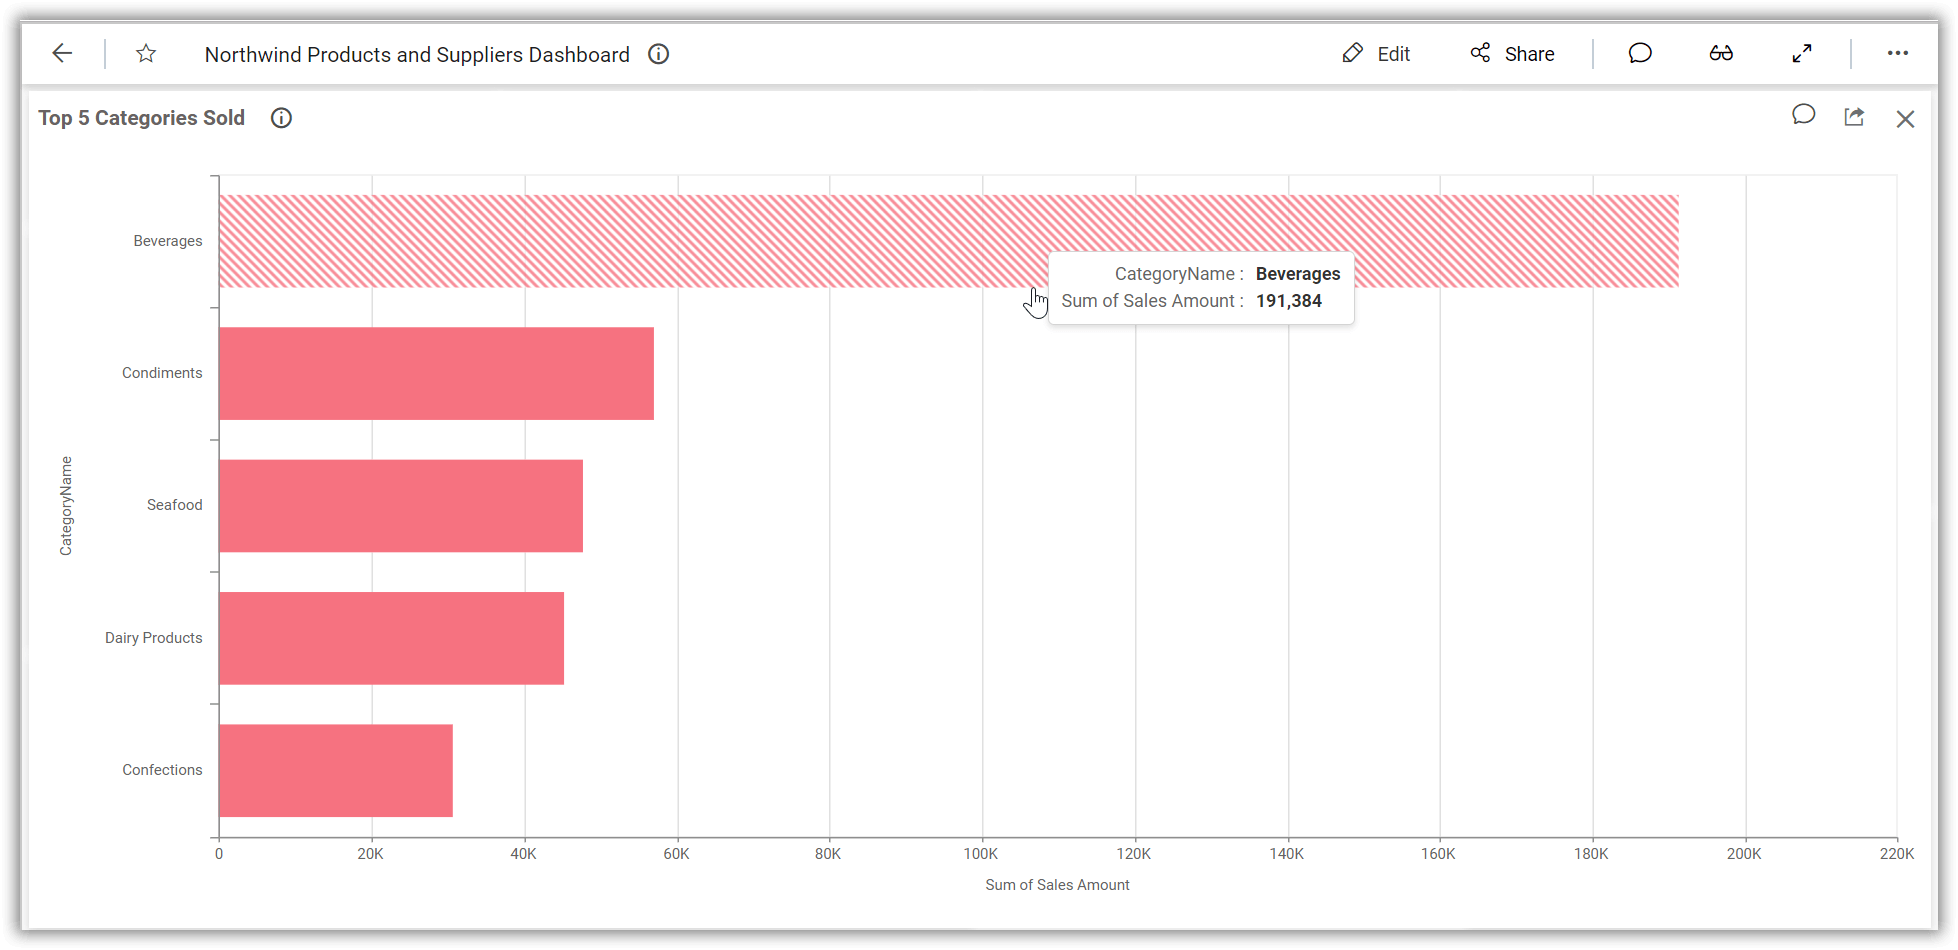 Northwind Products and Suppliers Dashboard
Edit
Share
Top 5 Categories Sold
Beverages
CategoryName : Beverages
Sum of Sales Amount : 191,384
Condiments
Seafood
Dairy Products
Confections
CategoryName
0 20K 40K 60K 80K 100K 120K 140K 160K 180K 200K 220K
Sum of Sales Amount